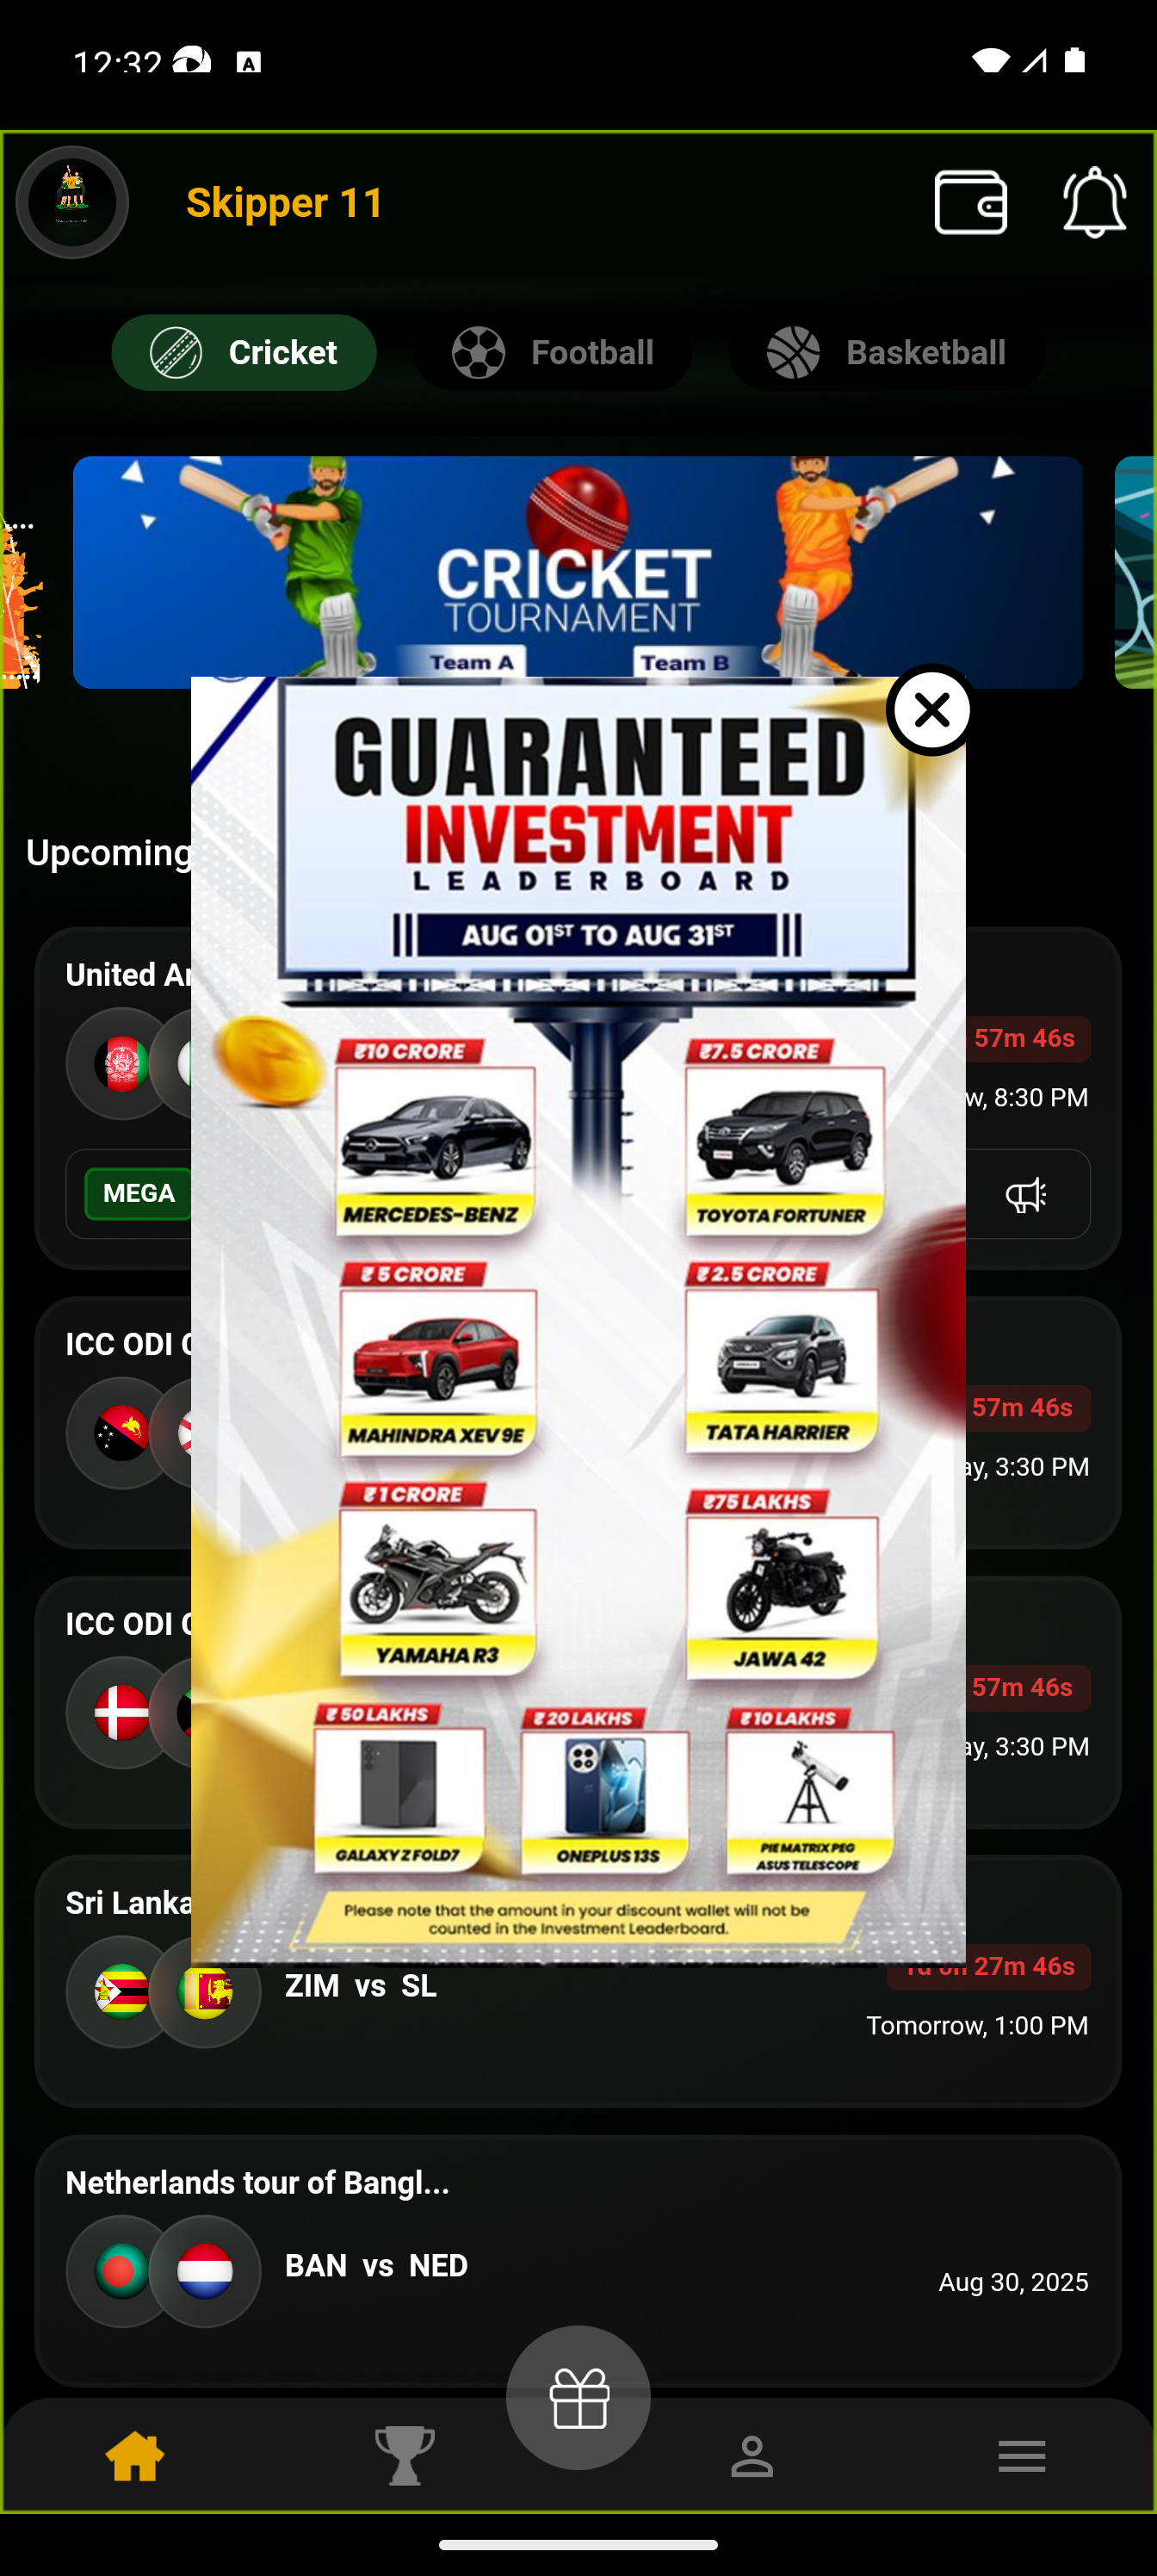 12:32
A
Skipper 11
Cricket
Football
Basketball
CRICKET
TOURNAMENT
Team A
Team B
GUARANTEED
INVESTMENT
LEADERBOARD
AUG 01ST TO AUG 31ST
Upcoming
United Ar
57m 46s
w, 8:30 PM
MEGA
₹10 CRORE
₹7.5 CRORE
MERCEDES-BENZ
TOYOTA FORTUNER
₹ 5 CRORE
₹ 2.5 CRORE
MAHINDRA XEV 9E
TATA HARRIER
ICC ODI
57m 46s
ay, 3:30 PM
₹ 1 CRORE
₹75 LAKHS
YAMAHA R3
JAWA 42
ICC ODI
57m 46s
ay, 3:30 PM
₹ 50 LAKHS
₹ 20 LAKHS
₹ 10 LAKHS
GALAXY Z FOLD7
ONEPLUS 13S
PIE MATRIX PEG
ASUS TELESCOPE
Please note that the amount in your discount wallet will not be
counted in the Investment Leaderboard.
Sri Lanka
ZIM vs SL
27m 46s
Tomorrow, 1:00 PM
Netherlands tour of Bangl...
BAN vs NED
Aug 30, 2025